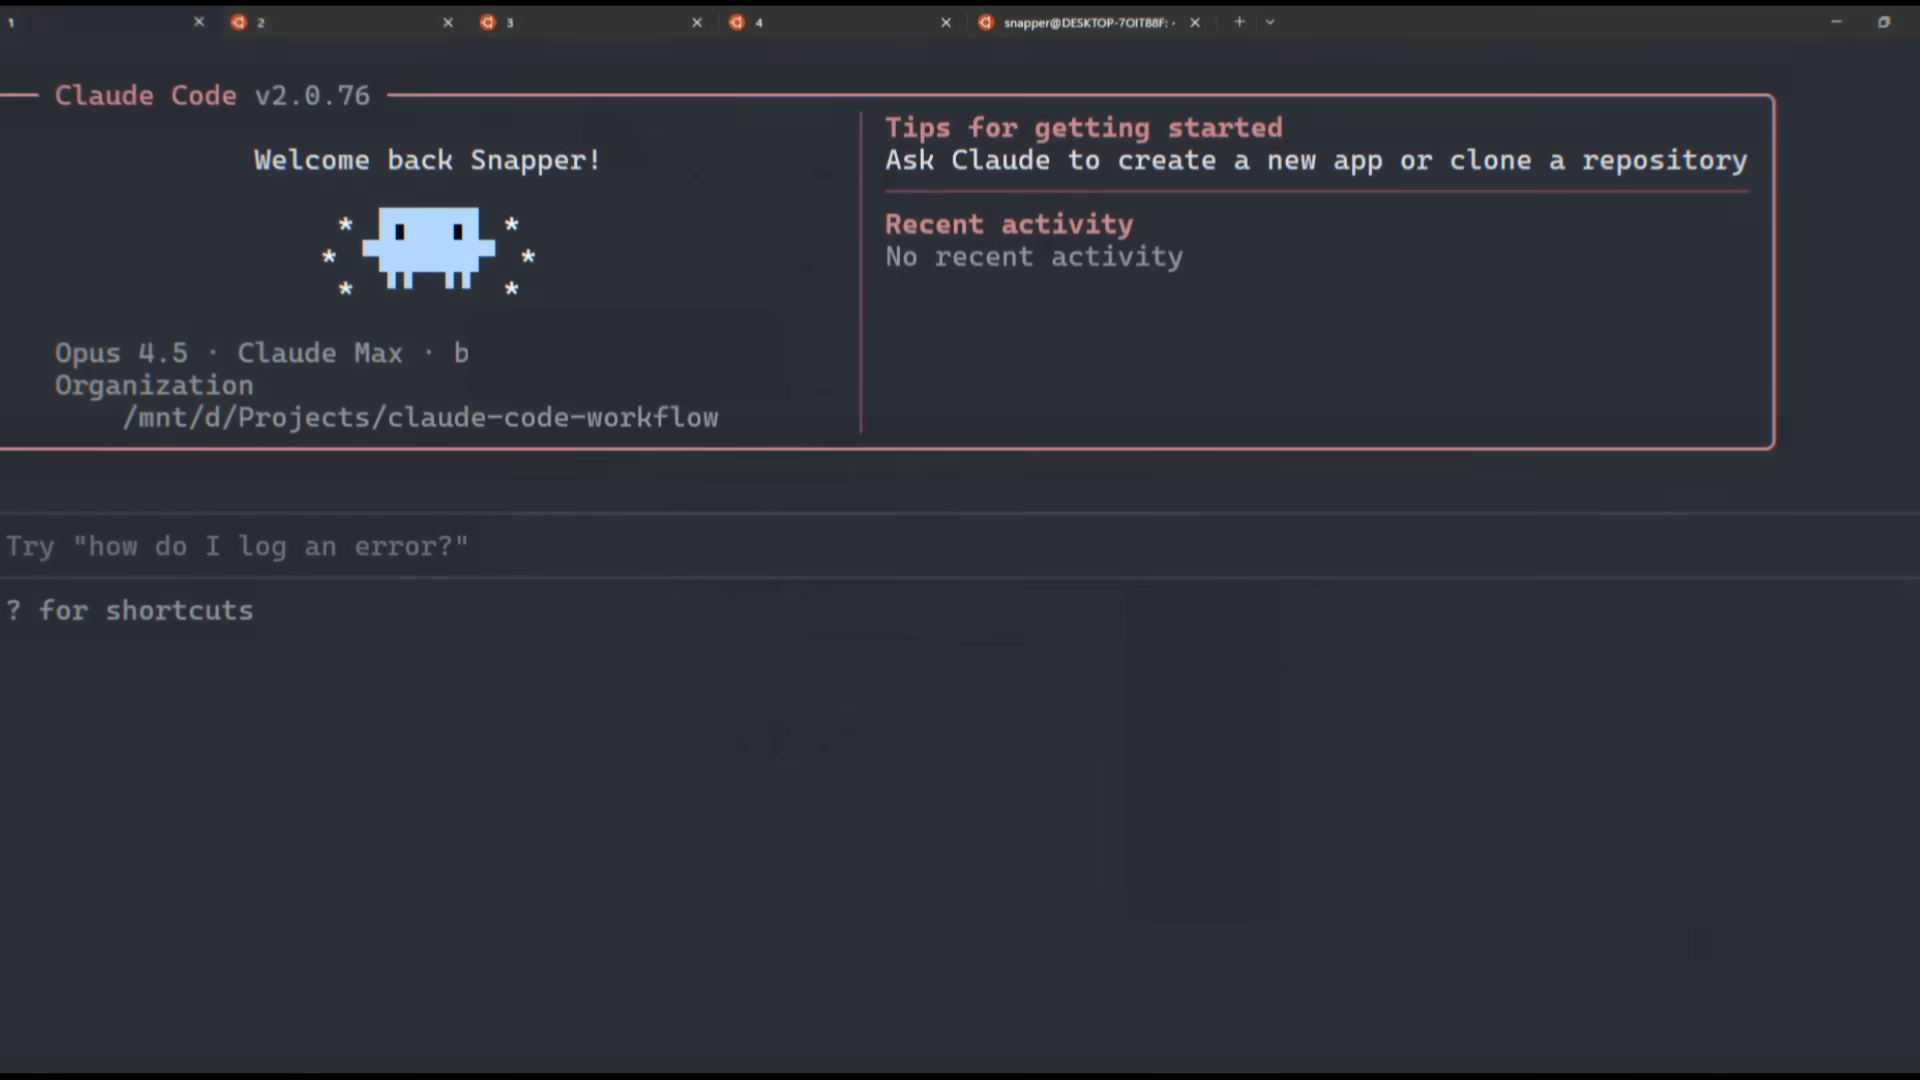 1
2
3
4
snapper@DESKTOP-7OIT88F:
Claude Code v2.0.76
Welcome back Snapper!
* *
* *
* *
Opus 4.5 · Claude Max · b
Organization
/mnt/d/Projects/claude-code-workflow
Tips for getting started
Ask Claude to create a new app or clone a repository
Recent activity
No recent activity
Try "how do I log an error?"
? for shortcuts